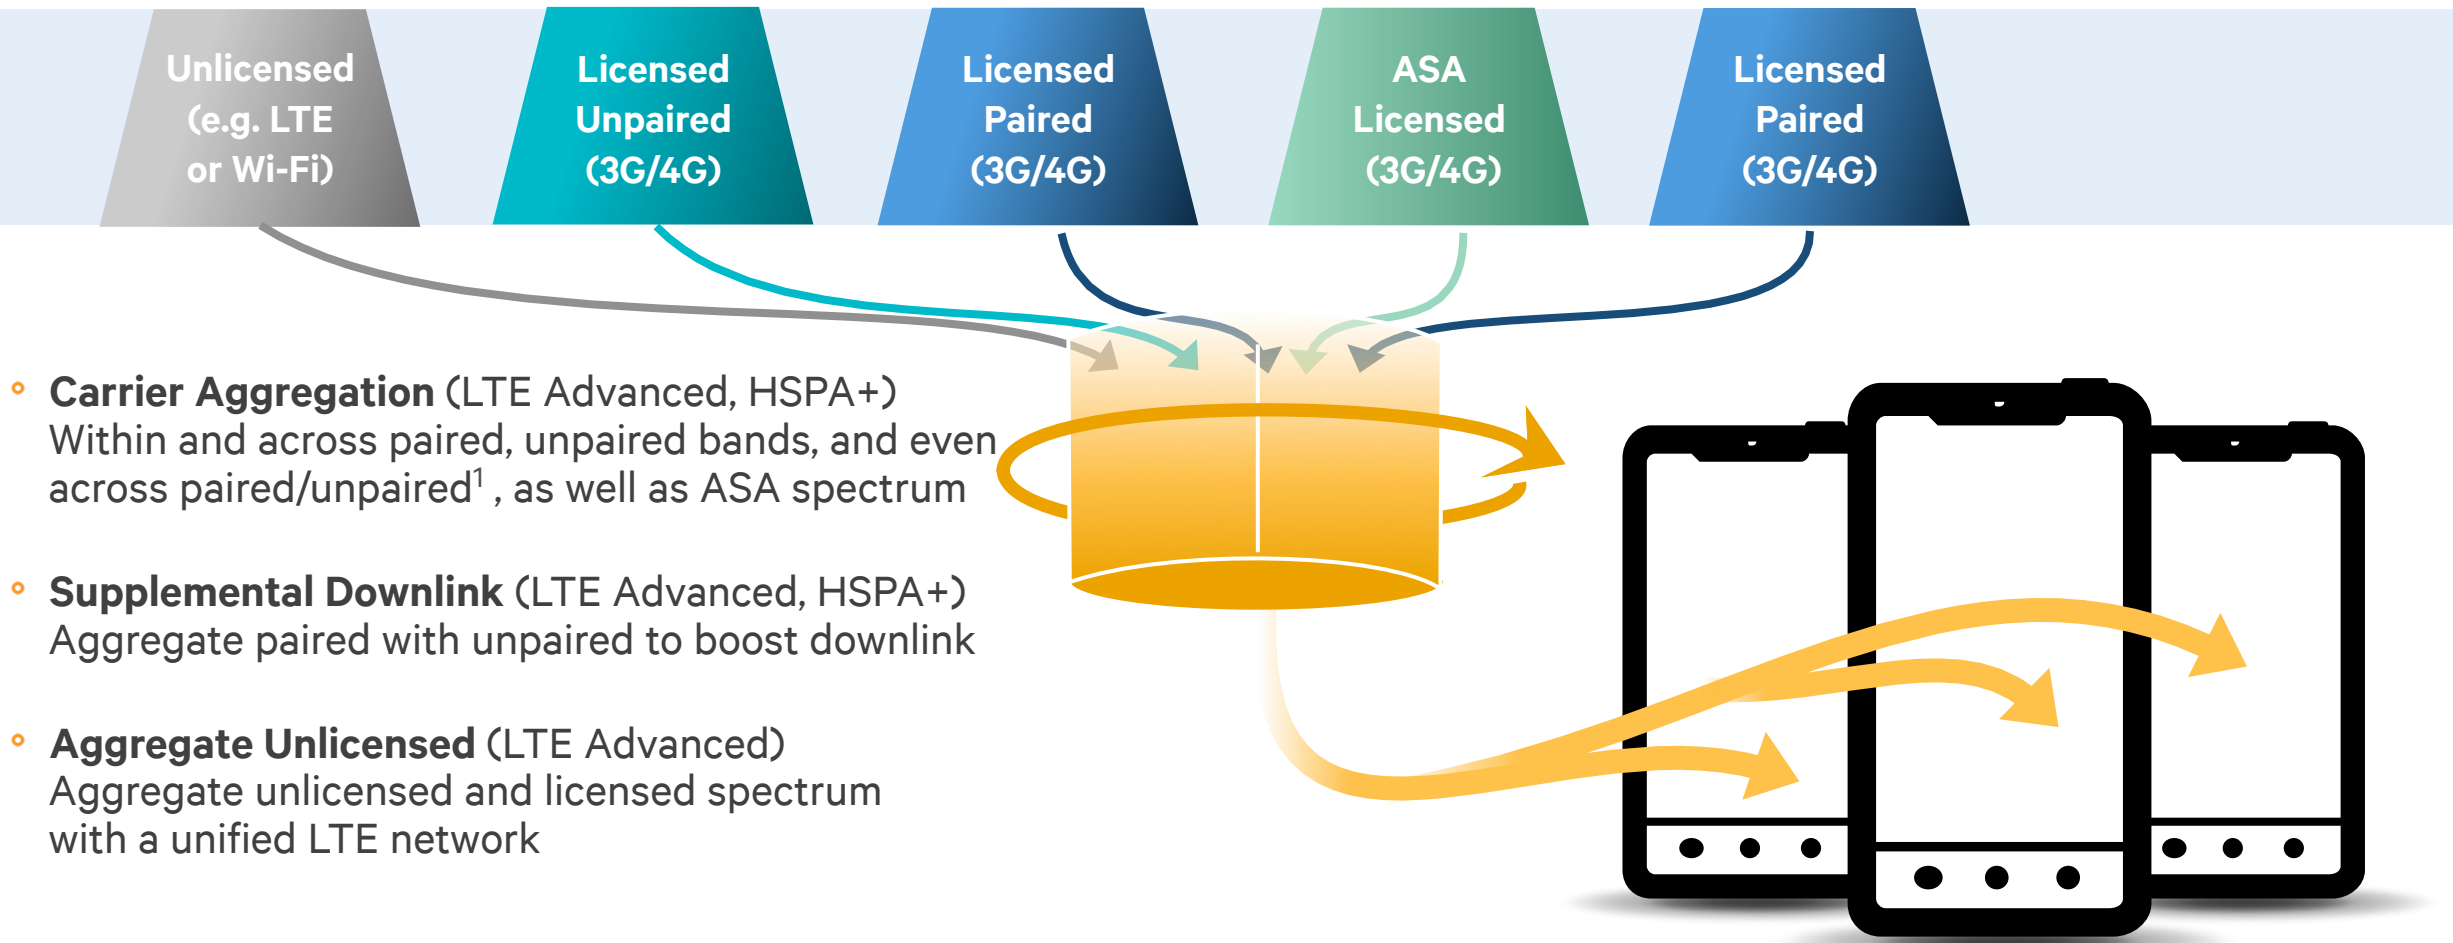 Unlicensed
(e.g. LTE
or Wi-Fi)
Licensed
Unpaired
(3G/4G)
Licensed
Paired
(3G/4G)
ASA
Licensed
(3G/4G)
Licensed
Paired
(3G/4G)
Carrier Aggregation (LTE Advanced, HSPA+)
Within and across paired, unpaired bands, and even
across paired/unpaired¹ , as well as ASA spectrum
Supplemental Downlink (LTE Advanced, HSPA+)
Aggregate paired with unpaired to boost downlink
Aggregate Unlicensed (LTE Advanced)
Aggregate unlicensed and licensed spectrum
with a unified LTE network